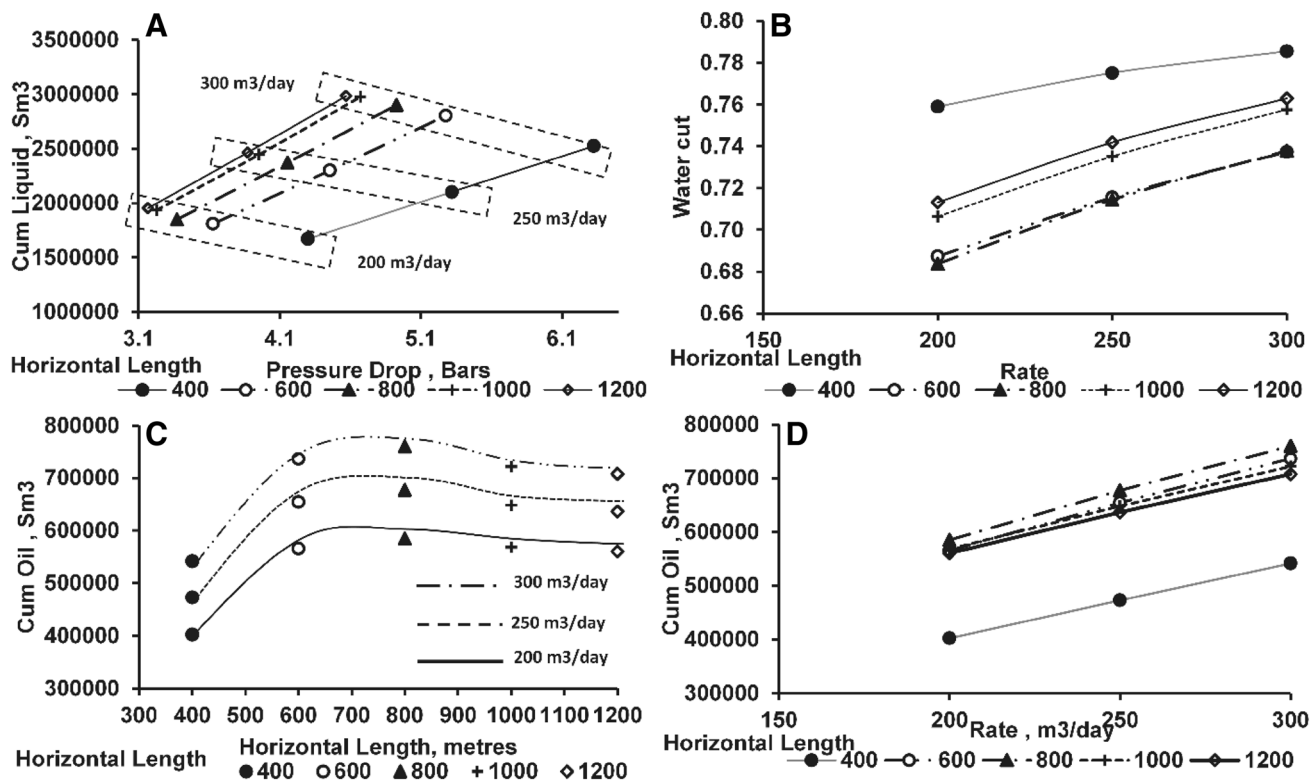 A
3500000
3000000
2500000
2000000
1500000
1000000
Cum Liquid , Sm3
300 m3/day
250 m3/day
200 m3/day
3.1 4.1 5.1 6.1
Horizontal Length
Pressure Drop , Bars
400 600 800 1000 1200
B
0.80
0.78
0.76
0.74
0.72
0.70
0.68
0.66
Water cut
150 200 250 300
Horizontal Length
Rate
400 600 800 1000 1200
C
800000
700000
600000
500000
400000
300000
Cum Oil , Sm3
300 m3/day
250 m3/day
200 m3/day
300 400 500 600 700 800 900 1000 1100 1200
Horizontal Length
Horizontal Length, metres
400 600 800 1000 1200
D
800000
700000
600000
500000
400000
300000
Cum Oil , Sm3
150 200 250 300
Rate , m3/day
Horizontal Length
400 600 800 1000 1200